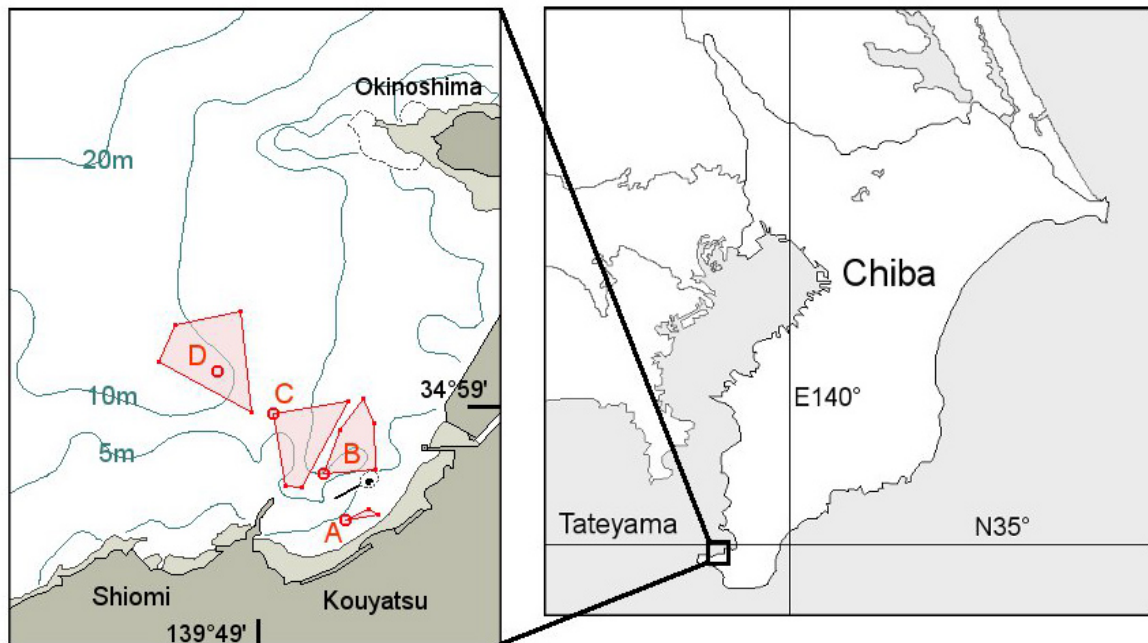 Okinoshima
20m
D
C
10m
34°59'
5m
B
A
Shiomi
Kouyatsu
139°49'
Chiba
E140°
Tateyama
N35°